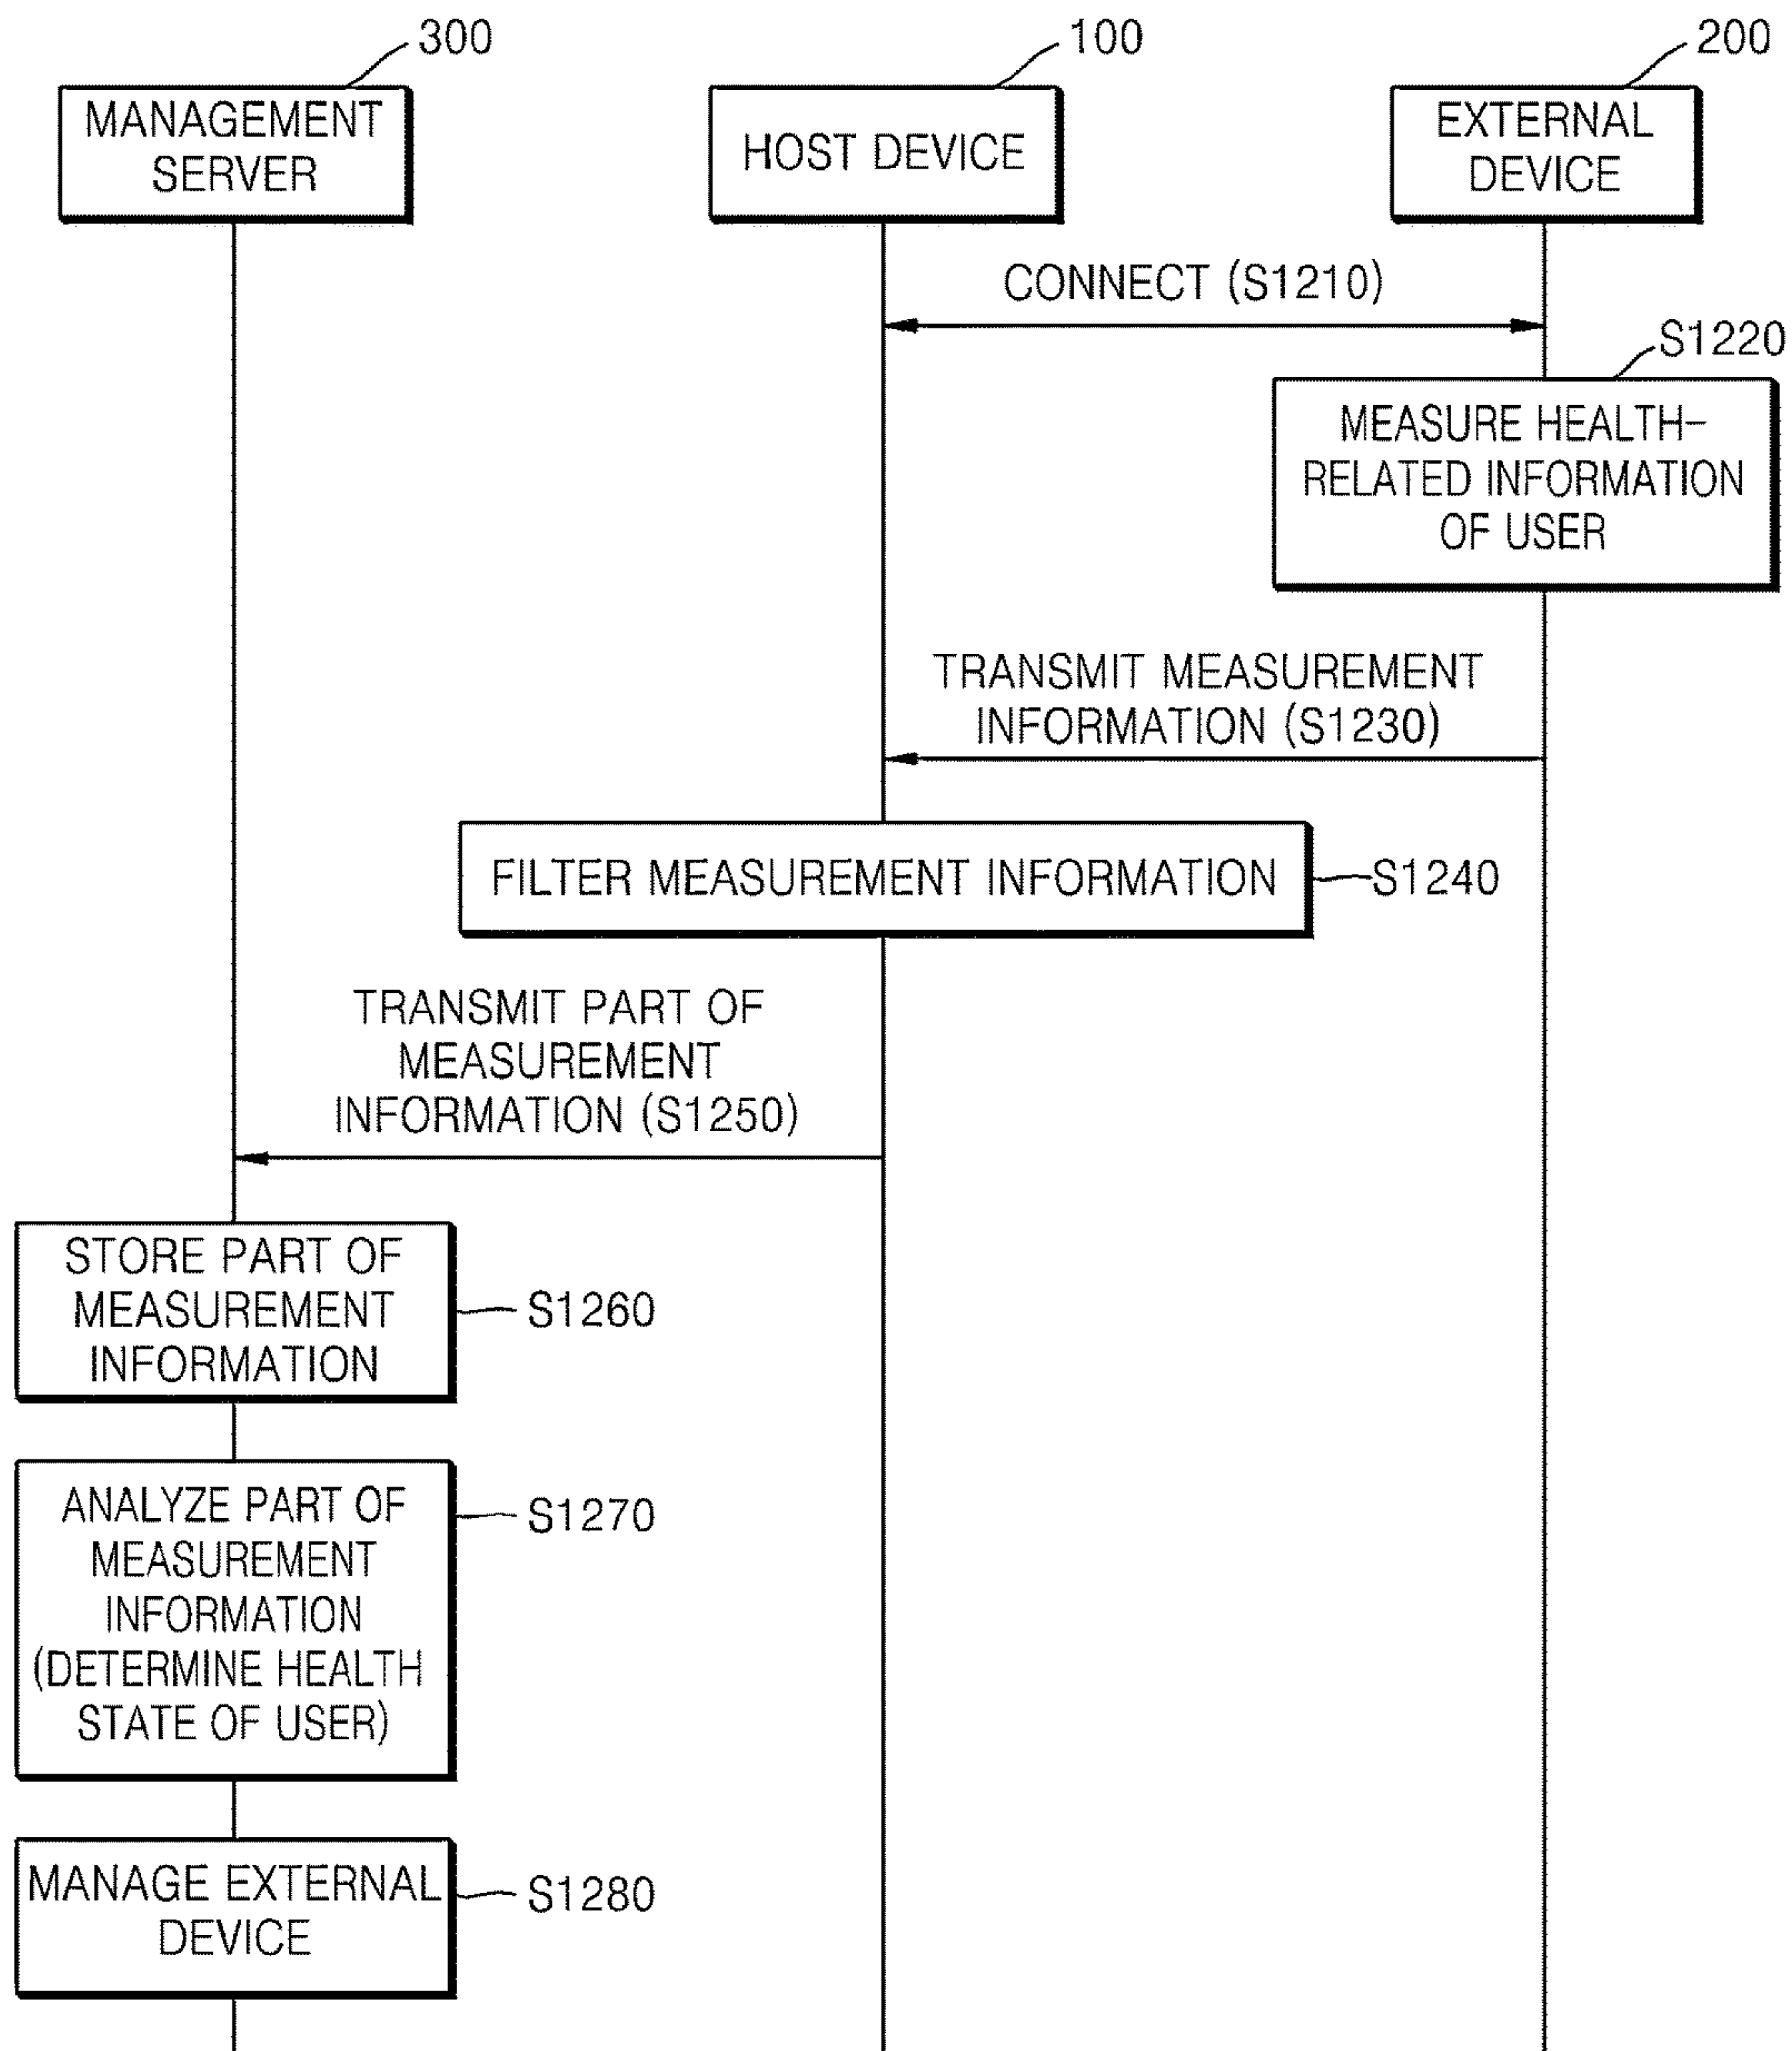 300
100
200
MANAGEMENT
SERVER
HOST DEVICE
EXTERNAL
DEVICE
CONNECT (S1210)
S1220
MEASURE HEALTH-
RELATED INFORMATION
OF USER
TRANSMIT MEASUREMENT
INFORMATION (S1230)
FILTER MEASUREMENT INFORMATION
S1240
TRANSMIT PART OF
MEASUREMENT
INFORMATION (S1250)
STORE PART OF
MEASUREMENT
INFORMATION
S1260
ANALYZE PART OF
MEASUREMENT
INFORMATION
(DETERMINE HEALTH
STATE OF USER)
S1270
MANAGE EXTERNAL
DEVICE
S1280